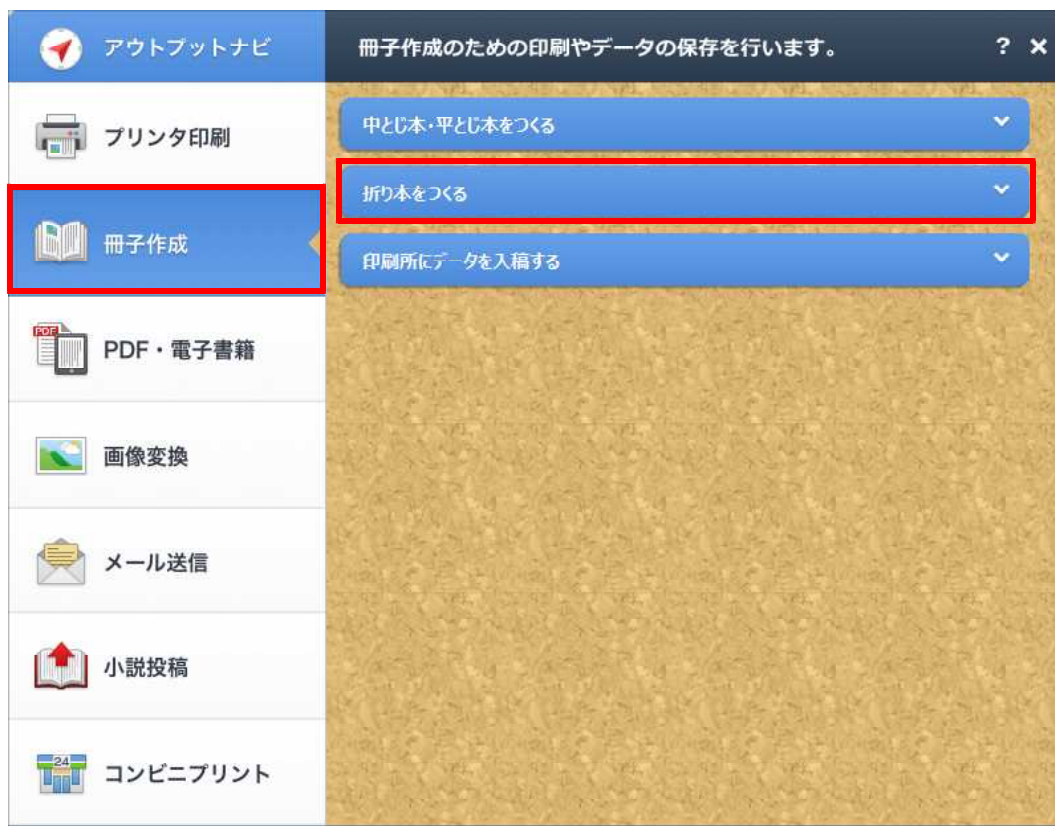 アウトプットナビ
冊子作成のための印刷やデータの保存を行います。 ? ×
プリンタ印刷
冊子作成
PDF
PDF・電子書籍
画像変換
メール送信
小説投稿
24
コンビニプリント
中とじ本・平とじ本をつくる
折り本をつくる
印刷所にデータを入稿する